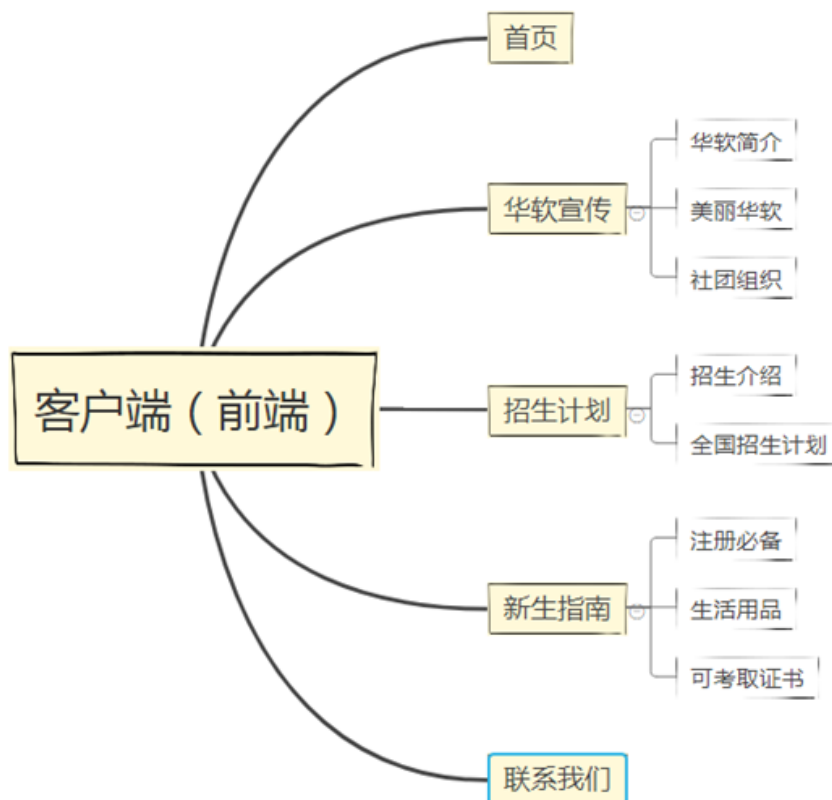 客户端（前端）
首页
华软宣传
华软简介
美丽华软
社团组织
招生计划
招生介绍
全国招生计划
新生指南
注册必备
生活用品
可考取证书
联系我们